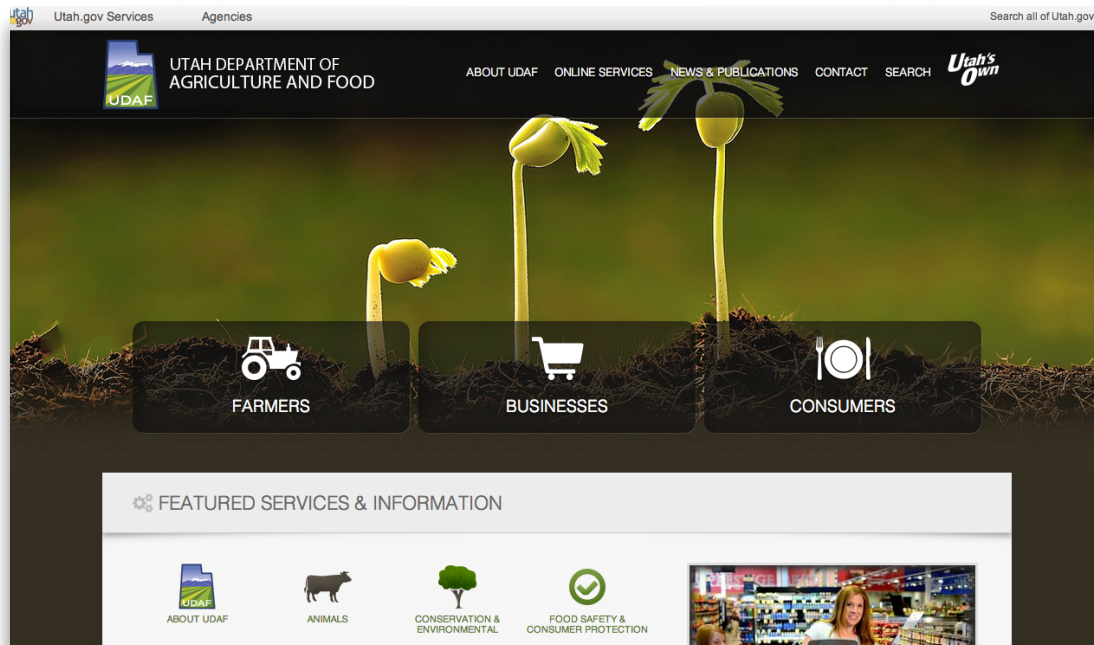 utah
gov
Utah.gov Services
Agencies
Search all of Utah.gov
UDAF
UTAH DEPARTMENT OF
AGRICULTURE AND FOOD
ABOUT UDAF
ONLINE SERVICES
NEWS & PUBLICATIONS
CONTACT
SEARCH
Utah's
Own
FARMERS
BUSINESSES
CONSUMERS
FEATURED SERVICES & INFORMATION
UDAF
ABOUT UDAF
ANIMALS
CONSERVATION &
ENVIRONMENTAL
FOOD SAFETY &
CONSUMER PROTECTION